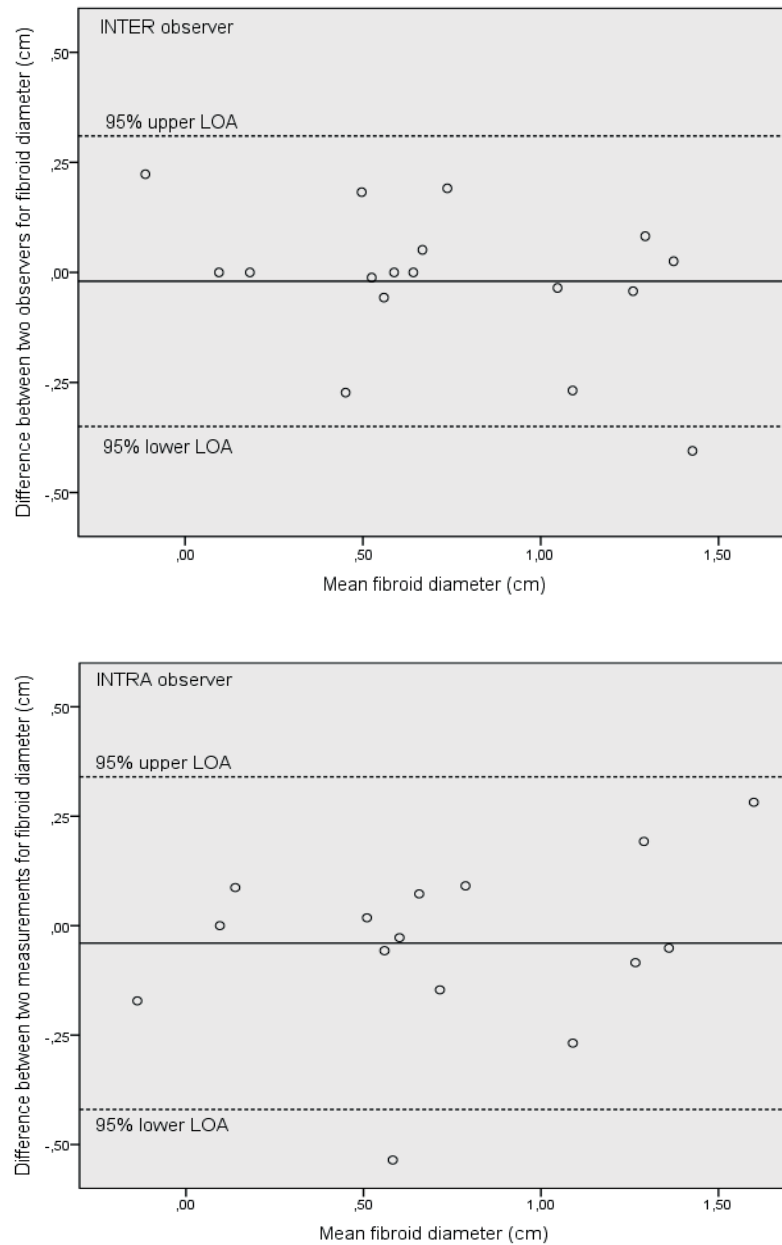 INTER observer
,50
95% upper LOA
,25
,00
-,25
95% lower LOA
-,50
Difference between two observers for fibroid diameter (cm)
,00
,50
1,00
1,50
Mean fibroid diameter (cm)
INTRA observer
,50
95% upper LOA
,25
,00
-,25
95% lower LOA
-,50
Difference between two measurements for fibroid diameter (cm)
,00
,50
1,00
1,50
Mean fibroid diameter (cm)